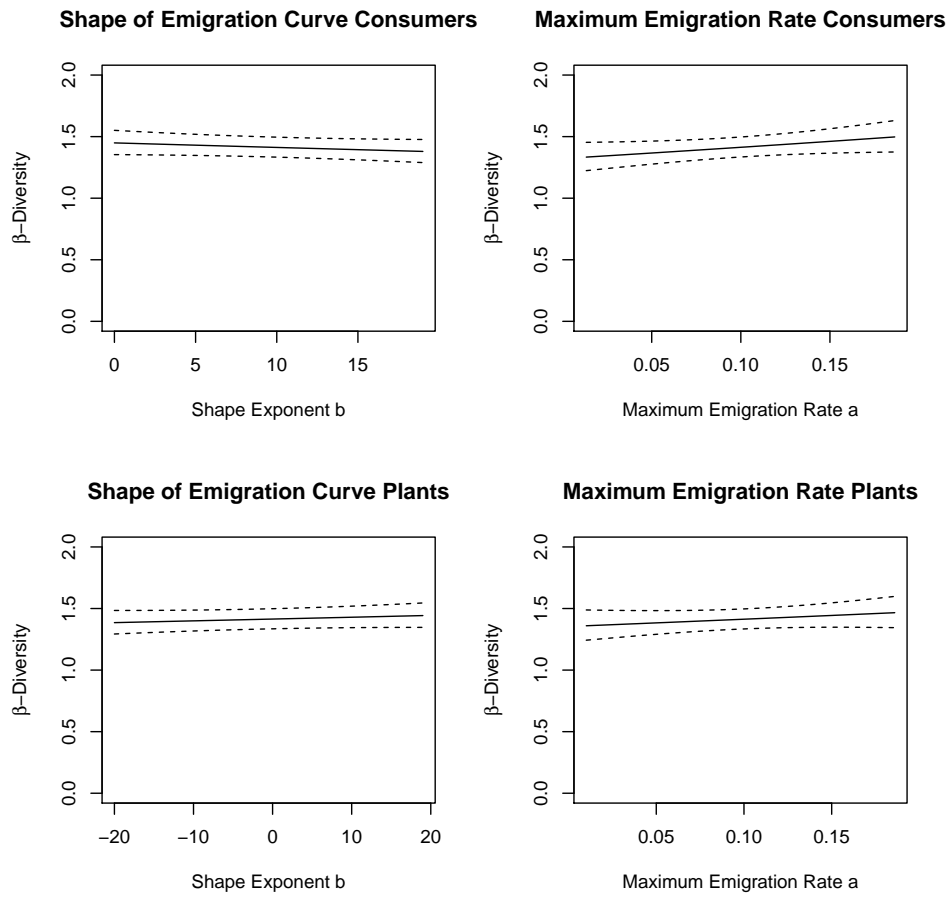 Shape of Emigration Curve Consumers
β−Diversity
2.0
1.5
1.0
0.5
0.0
0 5 10 15
Shape Exponent b
Maximum Emigration Rate Consumers
β−Diversity
2.0
1.5
1.0
0.5
0.0
0.05 0.10 0.15
Maximum Emigration Rate a
Shape of Emigration Curve Plants
β−Diversity
2.0
1.5
1.0
0.5
0.0
−20 −10 0 10 20
Shape Exponent b
Maximum Emigration Rate Plants
β−Diversity
2.0
1.5
1.0
0.5
0.0
0.05 0.10 0.15
Maximum Emigration Rate a